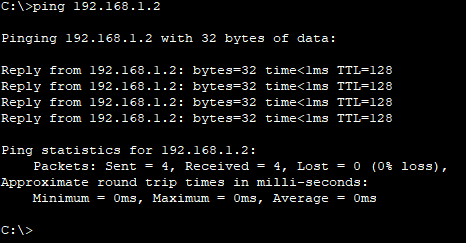 C:\>ping 192.168.1.2
Pinging 192.168.1.2 with 32 bytes of data:
Reply from 192.168.1.2: bytes=32 time<1ms TTL=128
Reply from 192.168.1.2: bytes=32 time<1ms TTL=128
Reply from 192.168.1.2: bytes=32 time<1ms TTL=128
Reply from 192.168.1.2: bytes=32 time<1ms TTL=128
Ping statistics for 192.168.1.2:
    Packets: Sent = 4, Received = 4, Lost = 0 (0% loss),
Approximate round trip times in milli-seconds:
    Minimum = 0ms, Maximum = 0ms, Average = 0ms
C:\>